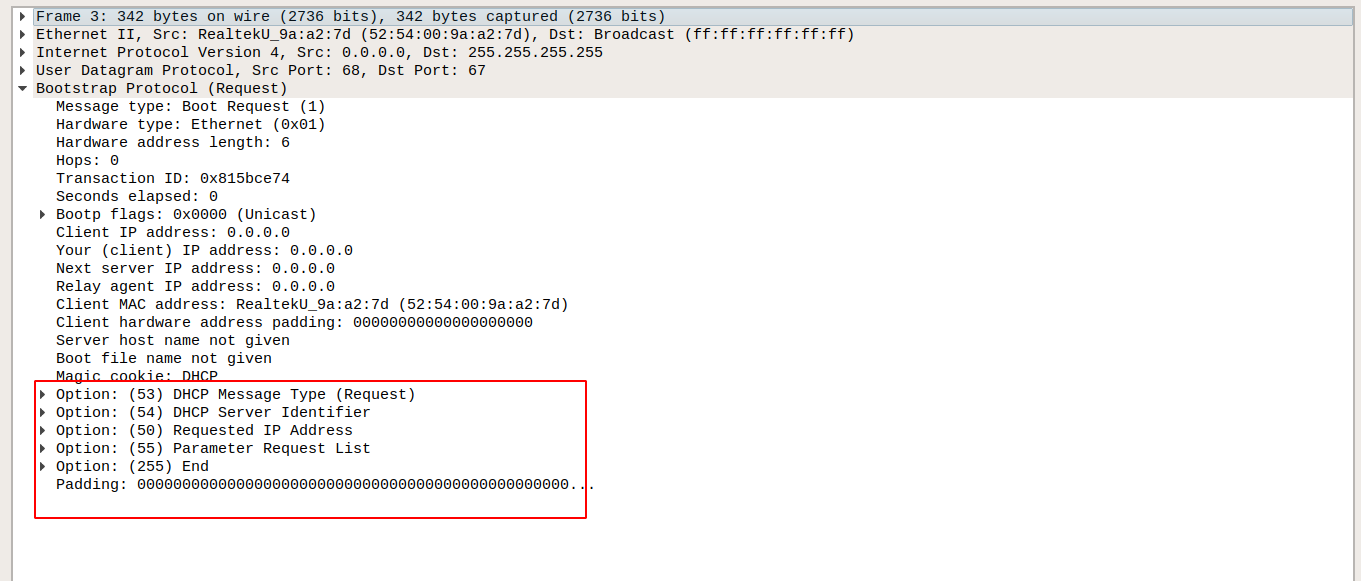 Frame 3: 342 bytes on wire (2736 bits), 342 bytes captured (2736 bits)
Ethernet II, Src: RealtekU_9a:a2:7d (52:54:00:9a:a2:7d), Dst: Broadcast (ff:ff:ff:ff:ff:ff)
Internet Protocol Version 4, Src: 0.0.0.0, Dst: 255.255.255.255
User Datagram Protocol, Src Port: 68, Dst Port: 67
Bootstrap Protocol (Request)
Message type: Boot Request (1)
Hardware type: Ethernet (0x01)
Hardware address length: 6
Hops: 0
Transaction ID: 0x815bce74
Seconds elapsed: 0
Bootp flags: 0x0000 (Unicast)
Client IP address: 0.0.0.0
Your (client) IP address: 0.0.0.0
Next server IP address: 0.0.0.0
Relay agent IP address: 0.0.0.0
Client MAC address: RealtekU_9a:a2:7d (52:54:00:9a:a2:7d)
Client hardware address padding: 00000000000000000000
Server host name not given
Boot file name not given
Magic cookie: DHCP
Option: (53) DHCP Message Type (Request)
Option: (54) DHCP Server Identifier
Option: (50) Requested IP Address
Option: (55) Parameter Request List
Option: (255) End
Padding: 000000000000000000000000000000000000000000000000...